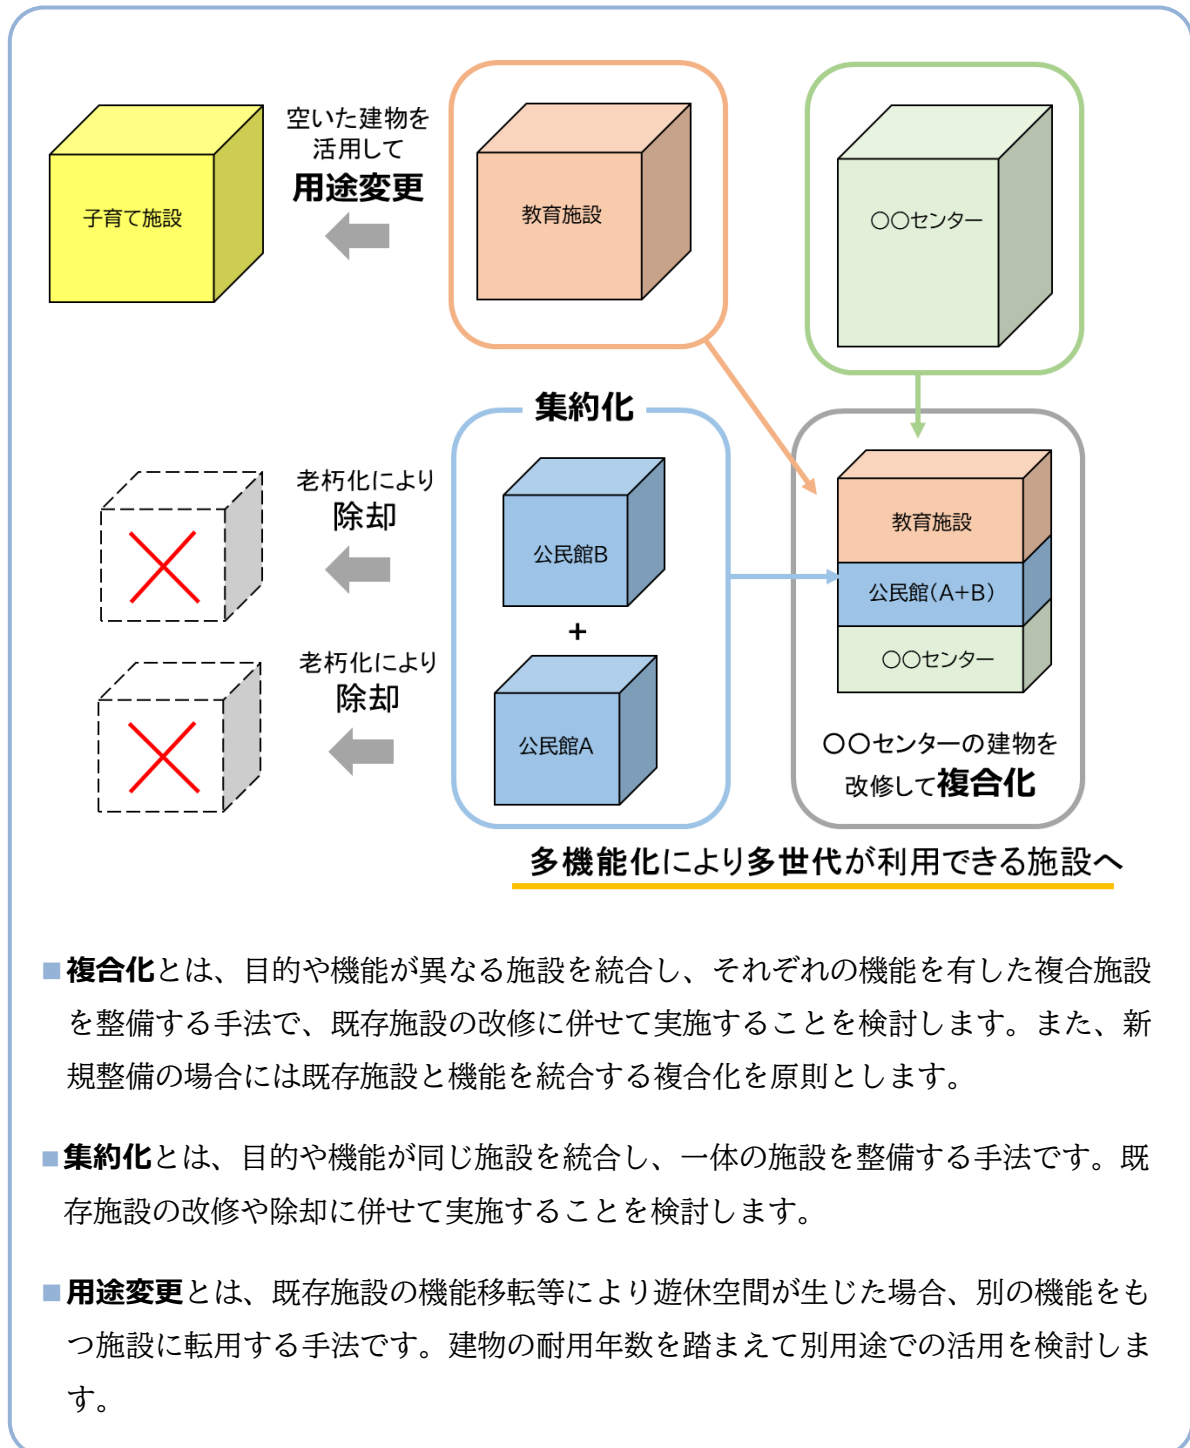 空いた建物を
活用して
用途変更
子育て施設
教育施設
〇〇センター
集約化
老朽化により
除却
公民館B
+
老朽化により
除却
公民館A
教育施設
公民館(A+B)
〇〇センター
〇〇センターの建物を
改修して複合化
多機能化により多世代が利用できる施設へ
■複合化とは、目的や機能が異なる施設を統合し、それぞれの機能を有した複合施設
を整備する手法で、既存施設の改修に併せて実施することを検討します。また、新
規整備の場合には既存施設と機能を統合する複合化を原則とします。
■集約化とは、目的や機能が同じ施設を統合し、一体の施設を整備する手法です。既
存施設の改修や除却に併せて実施することを検討します。
■用途変更とは、既存施設の機能移転等により遊休空間が生じた場合、別の機能をも
つ施設に転用する手法です。建物の耐用年数を踏まえて別用途での活用を検討しま
す。